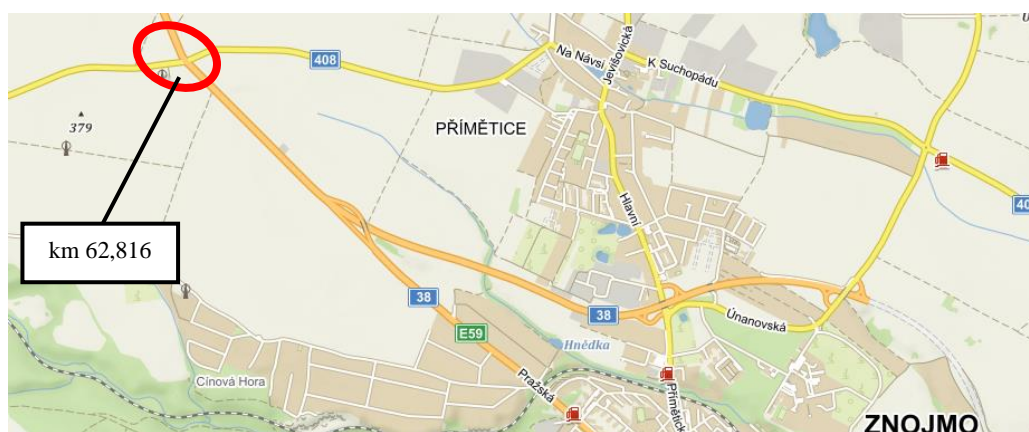 408
Na Návsi
Jevišovická
K Suchopádu
379
PŘÍMĚTICE
Hlavní
40
km 62,816
38
38
Únanovská
E59
Hnědka
Pražská
Cínová Hora
Přímětick
ZNOJMO